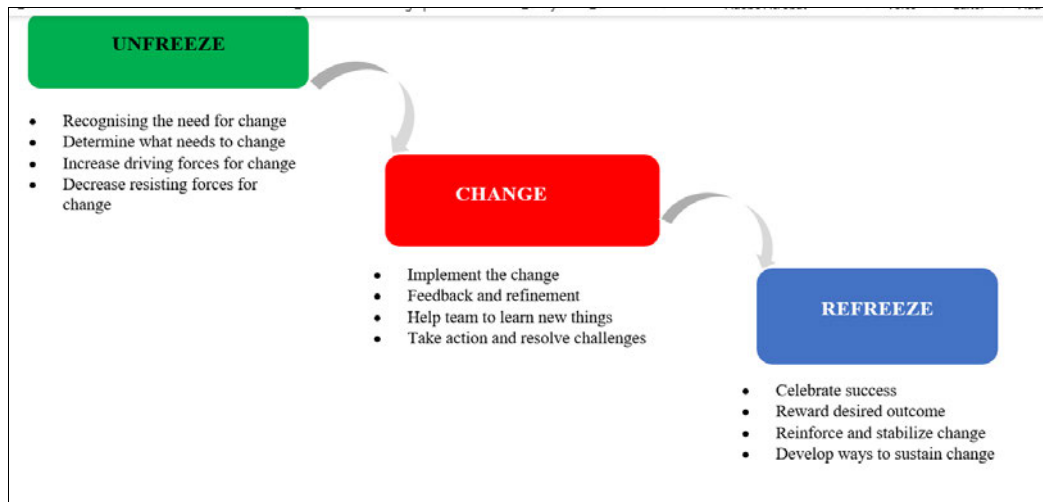 UNFREEZE
• Recognising the need for change
• Determine what needs to change
• Increase driving forces for change
• Decrease resisting forces for
change
CHANGE
• Implement the change
• Feedback and refinement
• Help team to learn new things
• Take action and resolve challenges
REFREEZE
• Celebrate success
• Reward desired outcome
• Reinforce and stabilize change
• Develop ways to sustain change